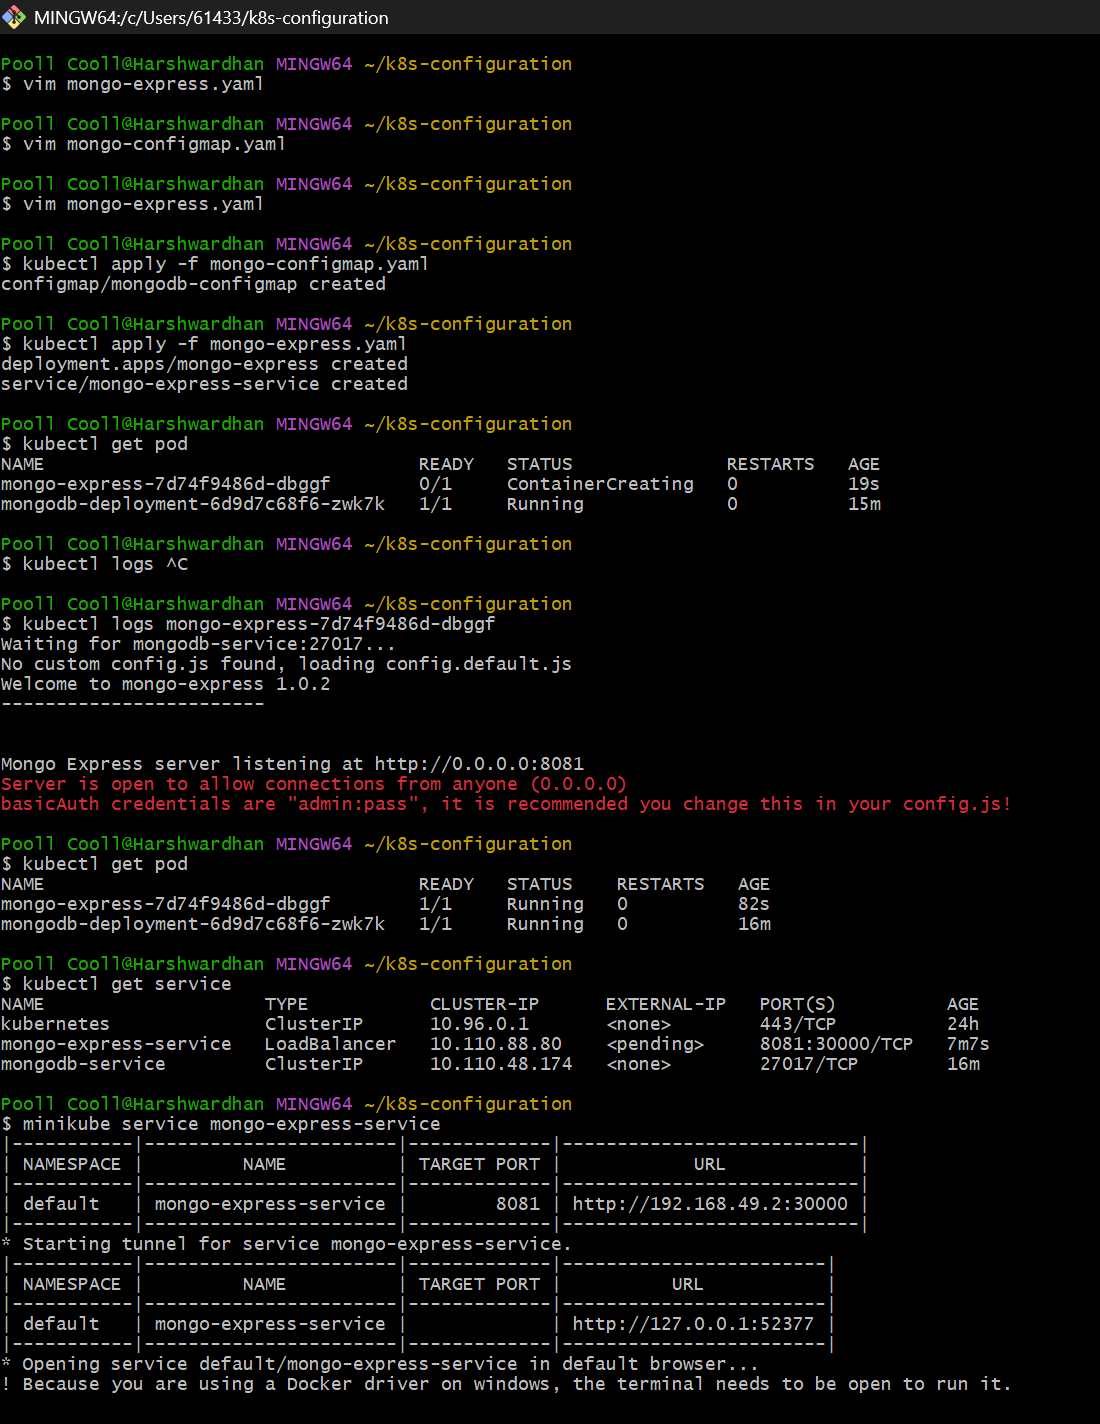 MINGW64:/c/Users/61433/k8s-configuration
Pooll Cooll@Harshwardhan MINGW64 ~/k8s-configuration
$ vim mongo-express.yaml
Pooll Cooll@Harshwardhan MINGW64 ~/k8s-configuration
$ vim mongo-configmap.yaml
Pooll Cooll@Harshwardhan MINGW64 ~/k8s-configuration
$ vim mongo-express.yaml
Pooll Cooll@Harshwardhan MINGW64 ~/k8s-configuration
$ kubectl apply -f mongo-configmap.yaml
configmap/mongodb-configmap created
Pooll Cooll@Harshwardhan MINGW64 ~/k8s-configuration
$ kubectl apply -f mongo-express.yaml
deployment.apps/mongo-express created
service/mongo-express-service created
Pooll Cooll@Harshwardhan MINGW64 ~/k8s-configuration
$ kubectl get pod
NAME                                  READY   STATUS              RESTARTS   AGE
mongo-express-7d74f9486d-dbggf        0/1     ContainerCreating   0          19s
mongodb-deployment-6d9d7c68f6-zwk7k   1/1     Running             0          15m
Pooll Cooll@Harshwardhan MINGW64 ~/k8s-configuration
$ kubectl logs ^C
Pooll Cooll@Harshwardhan MINGW64 ~/k8s-configuration
$ kubectl logs mongo-express-7d74f9486d-dbggf
Waiting for mongodb-service:27017...
No custom config.js found, loading config.default.js
Welcome to mongo-express 1.0.2
------------------------
Mongo Express server listening at http://0.0.0.0:8081
Server is open to allow connections from anyone (0.0.0.0)
basicAuth credentials are "admin:pass", it is recommended you change this in your config.js!
Pooll Cooll@Harshwardhan MINGW64 ~/k8s-configuration
$ kubectl get pod
NAME                                  READY   STATUS    RESTARTS   AGE
mongo-express-7d74f9486d-dbggf        1/1     Running   0          82s
mongodb-deployment-6d9d7c68f6-zwk7k   1/1     Running   0          16m
Pooll Cooll@Harshwardhan MINGW64 ~/k8s-configuration
$ kubectl get service
NAME                    TYPE           CLUSTER-IP      EXTERNAL-IP   PORT(S)          AGE
kubernetes              ClusterIP      10.96.0.1       <none>        443/TCP          24h
mongo-express-service   LoadBalancer   10.110.88.80    <pending>     8081:30000/TCP   7m7s
mongodb-service         ClusterIP      10.110.48.174   <none>        27017/TCP        16m
Pooll Cooll@Harshwardhan MINGW64 ~/k8s-configuration
$ minikube service mongo-express-service
|-----------|-----------------------|-------------|---------------------------|
| NAMESPACE |         NAME          | TARGET PORT |            URL            |
|-----------|-----------------------|-------------|---------------------------|
| default   | mongo-express-service |        8081 | http://192.168.49.2:30000 |
|-----------|-----------------------|-------------|---------------------------|
* Starting tunnel for service mongo-express-service.
|-----------|-----------------------|-------------|------------------------|
| NAMESPACE |         NAME          | TARGET PORT |          URL           |
|-----------|-----------------------|-------------|------------------------|
| default   | mongo-express-service |             | http://127.0.0.1:52377 |
|-----------|-----------------------|-------------|------------------------|
* Opening service default/mongo-express-service in default browser...
! Because you are using a Docker driver on windows, the terminal needs to be open to run it.